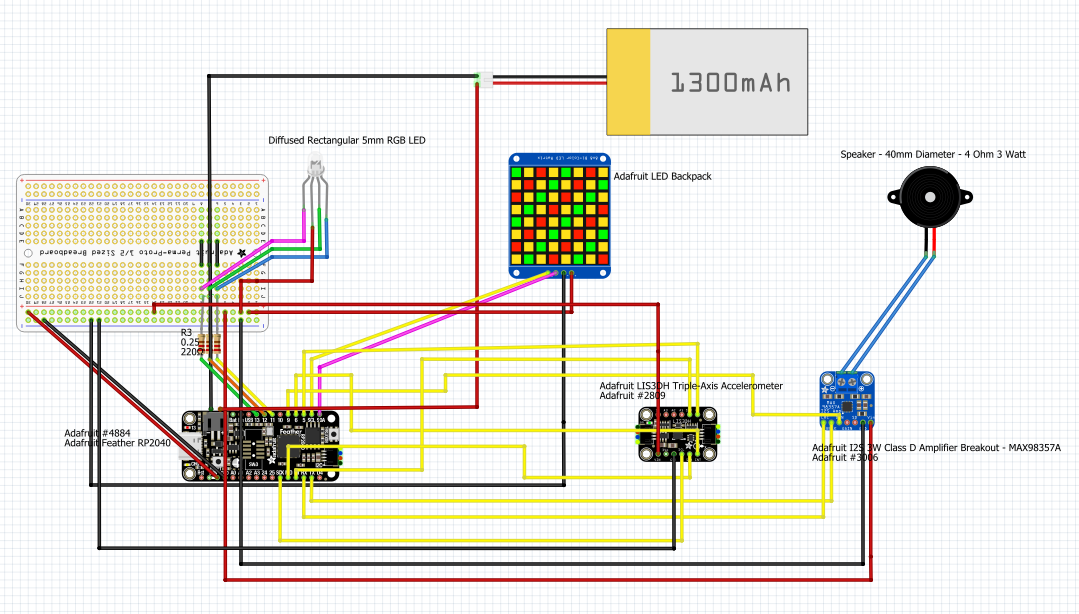 1300mAh
Diffused Rectangular 5mm RGB LED
Speaker - 40mm Diameter - 4 Ohm 3 Watt
Adafruit LED Backpack
Adafruit Perma-Proto 1/2 Sized Breadboard
R3
0.25
220Ω
Adafruit LIS3DH Triple-Axis Accelerometer
Adafruit #2809
Adafruit #4884
Adafruit Feather RP2040
Feather
Adafruit I2S 3W Class D Amplifier Breakout - MAX98357A
Adafruit #3006